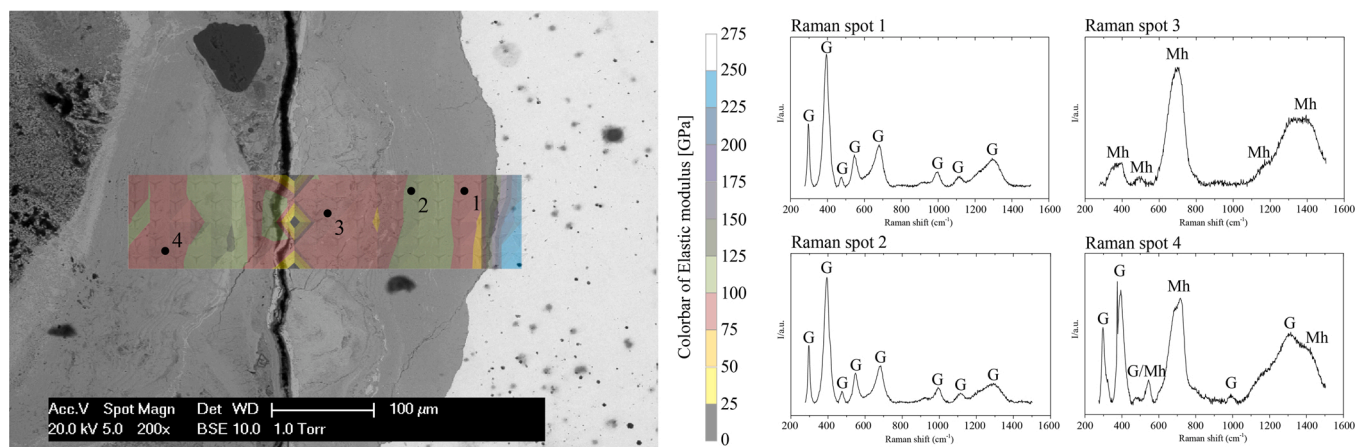 4
3
2
1
Acc.V Spot Magn Det WD 100 μm
20.0 kV 5.0 200x BSE 10.0 1.0 Torr
Colorbar of Elastic modulus [GPa]
275
250
225
200
175
150
125
100
75
50
25
0
Raman spot 1
I/a.u.
G G G G G G G G
200 400 600 800 1000 1200 1400 1600
Raman shift (cm-1)
Raman spot 3
I/a.u.
Mh Mh Mh Mh Mh
200 400 600 800 1000 1200 1400 1600
Raman shift (cm-1)
Raman spot 2
I/a.u.
G G G G G G G G
200 400 600 800 1000 1200 1400 1600
Raman shift (cm-1)
Raman spot 4
I/a.u.
G G G/Mh Mh G G Mh
200 400 600 800 1000 1200 1400 1600
Raman shift (cm-1)